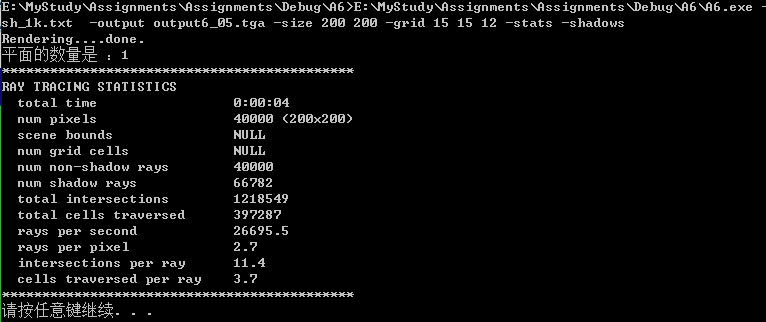 E:\MyStudy\Assignments\Assignments\Debug\A6>E:\MyStudy\Assignments\Assignments\Debug\A6\A6.exe -
sh_1k.txt  -output output6_05.tga -size 200 200 -grid 15 15 12 -stats -shadows
Rendering....done.
平面的数量是 ：1
********************************************
RAY TRACING STATISTICS
  total time                 0:00:04
  num pixels                 40000 (200x200)
  scene bounds               NULL
  num grid cells             NULL
  num non-shadow rays        40000
  num shadow rays            66782
  total intersections        1218549
  total cells traversed      397287
  rays per second            26695.5
  rays per pixel             2.7
  intersections per ray      11.4
  cells traversed per ray    3.7
********************************************
请按任意键继续. . .